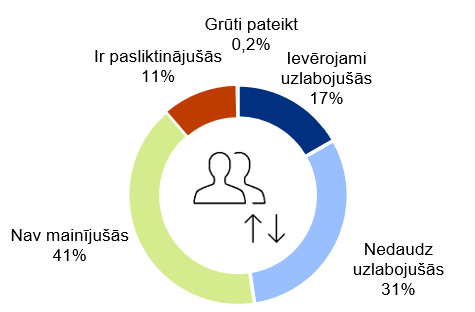 Grūti pateikt
0,2%
Ievērojami
uzlabojušās
17%
Nedaudz
uzlabojušās
31%
Nav mainījušās
41%
Ir pasliktinājušās
11%